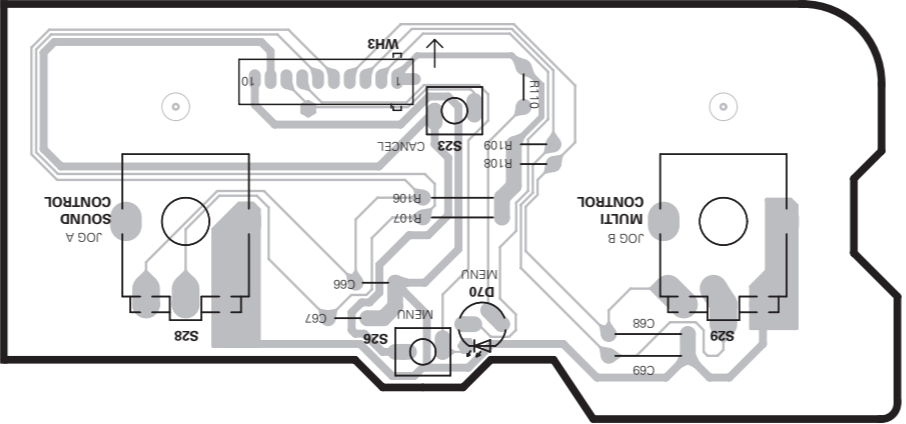 WH3
10
1
R110
S23
CANCEL
R109
R108
R106
R107
SOUND
CONTROL
JOG A
MULTI
CONTROL
JOG B
C66
MENU
D70
C67
MENU
S26
S28
C68
S29
C69